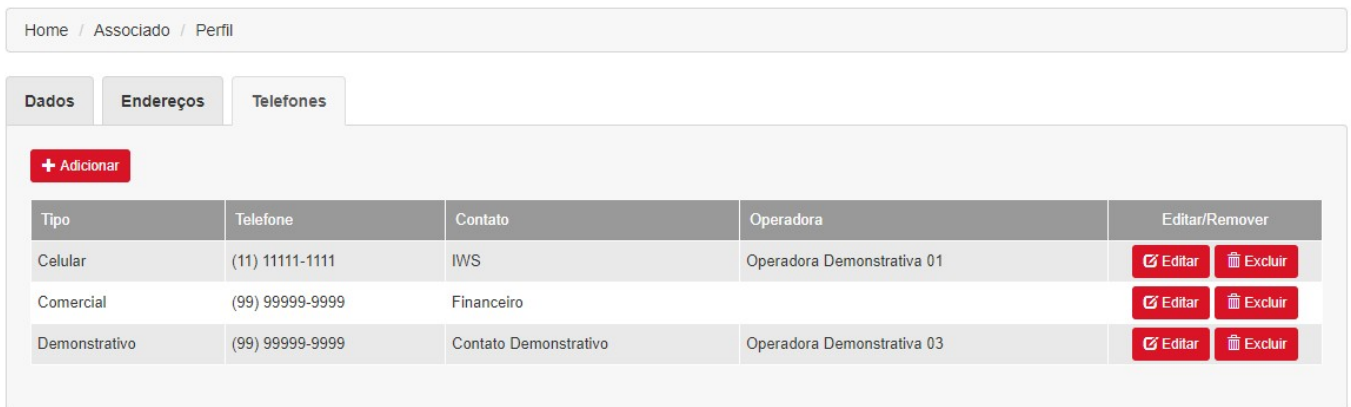 Home / Associado / Perfil
Dados Endereços Telefones
Adicionar
Tipo Telefone Contato Operadora Editar/Remover
Celular (11) 11111-1111 IWS Operadora Demonstrativa 01 Editar Excluir
Comercial (99) 99999-9999 Financeiro Editar Excluir
Demonstrativo (99) 99999-9999 Contato Demonstrativo Operadora Demonstrativa 03 Editar Excluir